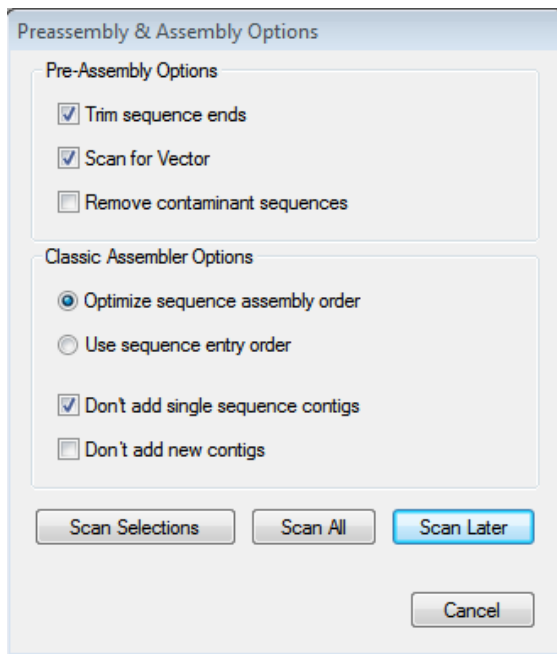 Preassembly & Assembly Options
Pre-Assembly Options
Trim sequence ends
Scan for Vector
Remove contaminant sequences
Classic Assembler Options
Optimize sequence assembly order
Use sequence entry order
Don't add single sequence contigs
Don't add new contigs
Scan Selections Scan All Scan Later
Cancel